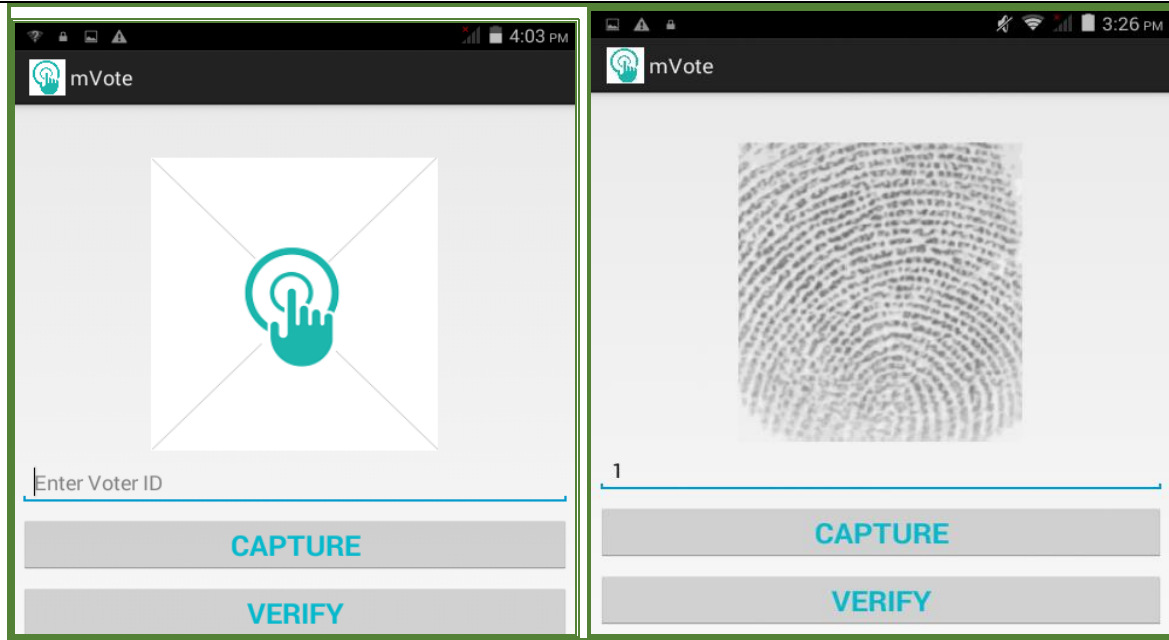 4:03 PM
mVote
Enter Voter ID
CAPTURE
VERIFY
3:26 PM
mVote
1
CAPTURE
VERIFY